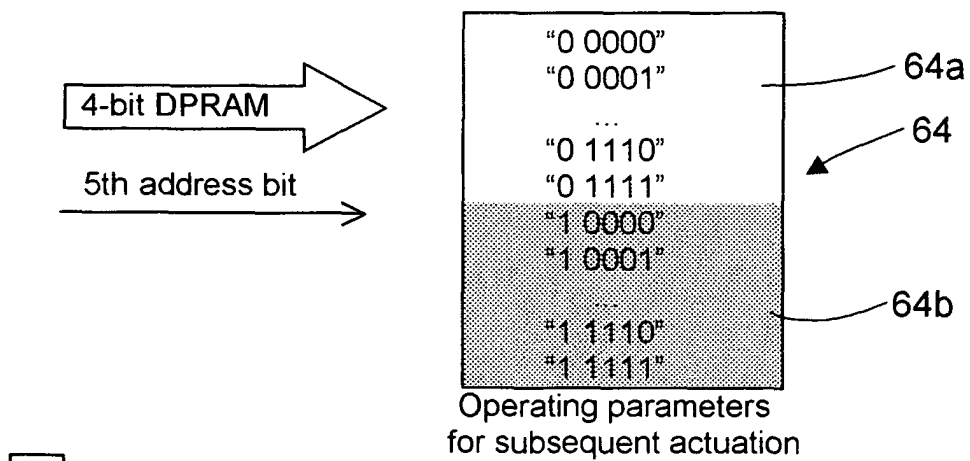 "0 0000"
"0 0001"
...
"0 1110"
"0 1111"
"1 0000"
"1 0001"
...
"1 1110"
"1 1111"
4-bit DPRAM
5th address bit
64a
64
64b
Operating parameters
for subsequent actuation